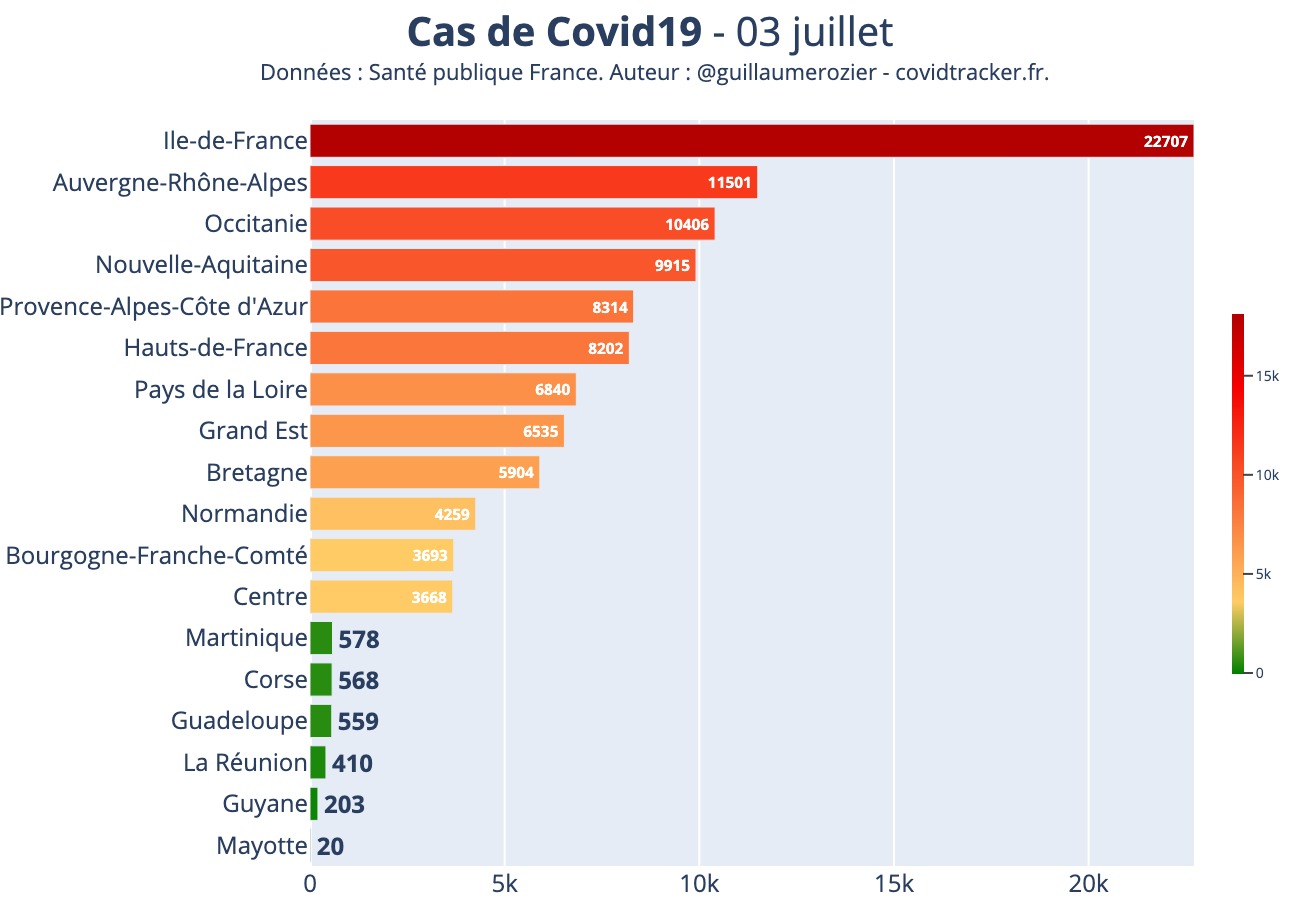 Cas de Covid19 - 03 juillet
Données : Santé publique France. Auteur : @guillaumerozier - covidtracker.fr.
Ile-de-France 22707
Auvergne-Rhône-Alpes 11501
Occitanie 10406
Nouvelle-Aquitaine 9915
Provence-Alpes-Côte d'Azur 8314
Hauts-de-France 8202
Pays de la Loire 6840
Grand Est 6535
Bretagne 5904
Normandie 4259
Bourgogne-Franche-Comté 3693
Centre 3668
Martinique 578
Corse 568
Guadeloupe 559
La Réunion 410
Guyane 203
Mayotte 20
0 5k 10k 15k 20k
15k
10k
5k
0